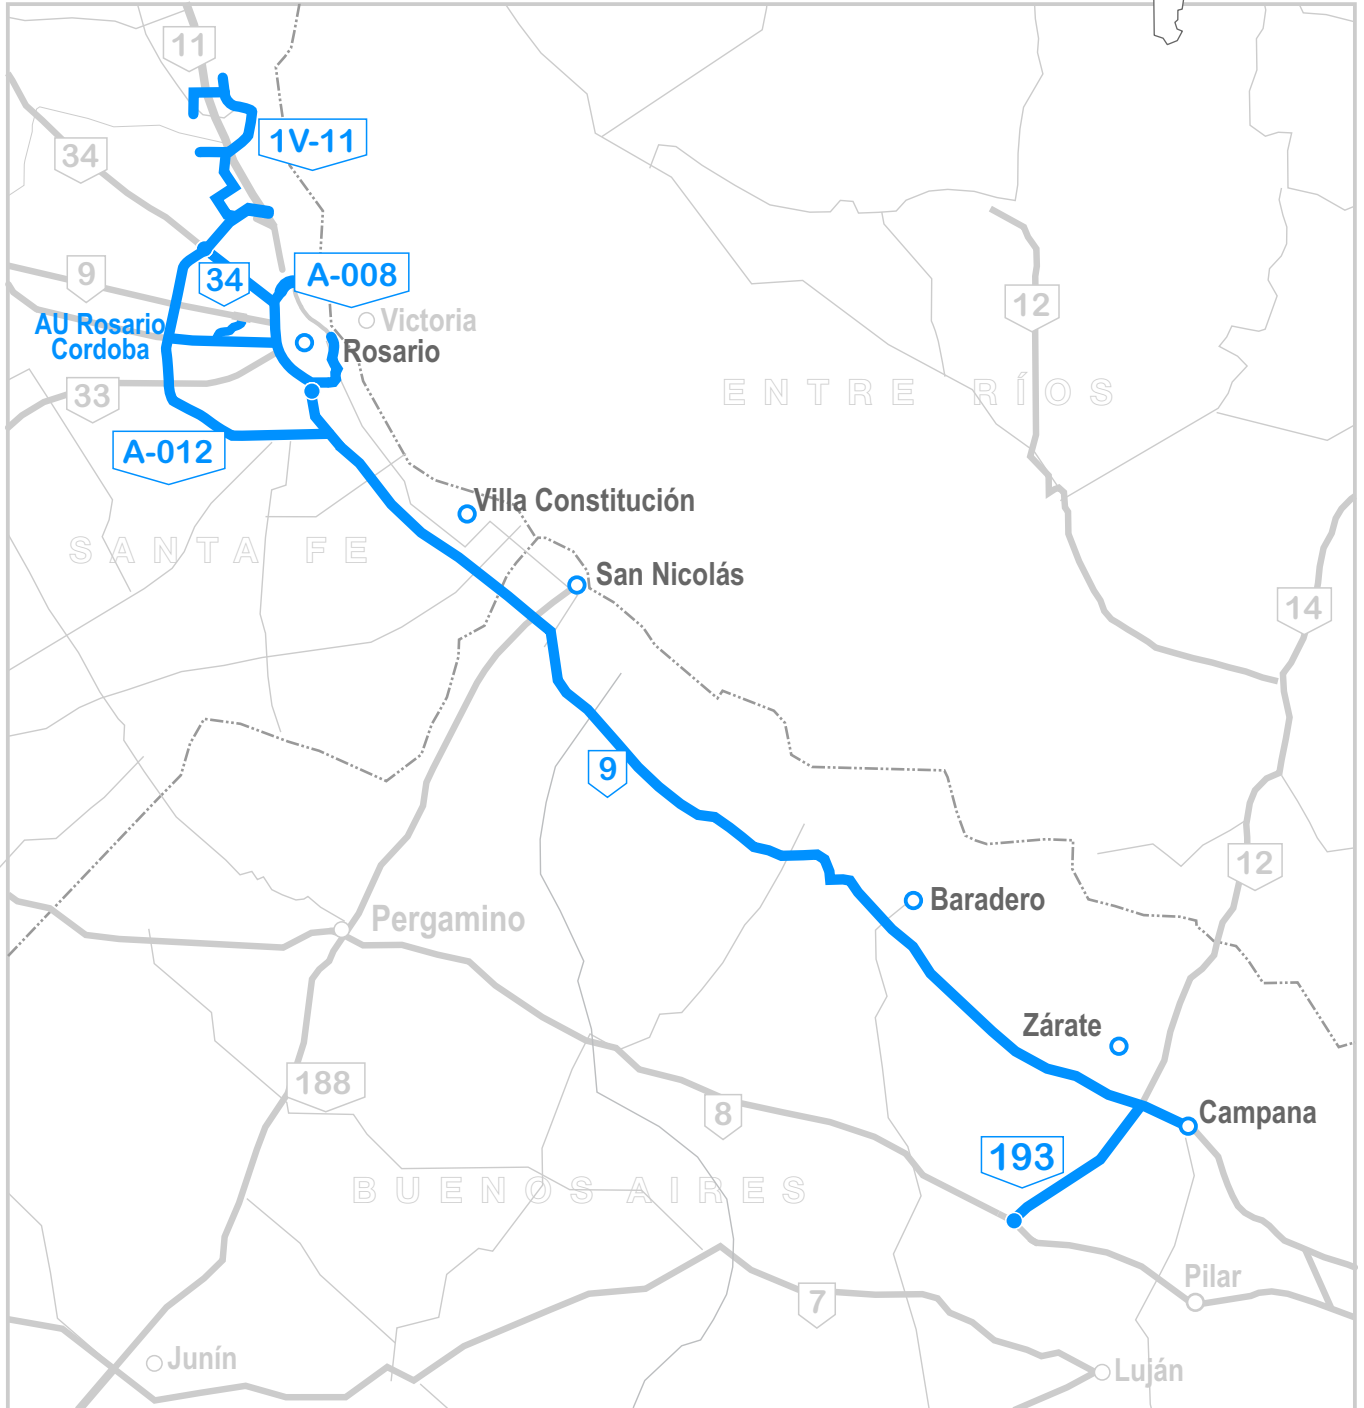 11
1V-11
34
9
34
A-008
12
Victoria
AU Rosario
Cordoba
Rosario
33
ENTRE RÍOS
A-012
Villa Constitución
SANTA FE
San Nicolás
14
9
12
Baradero
Pergamino
Zárate
188
8
Campana
193
BUENOS AIRES
Pilar
7
Junín
Luján